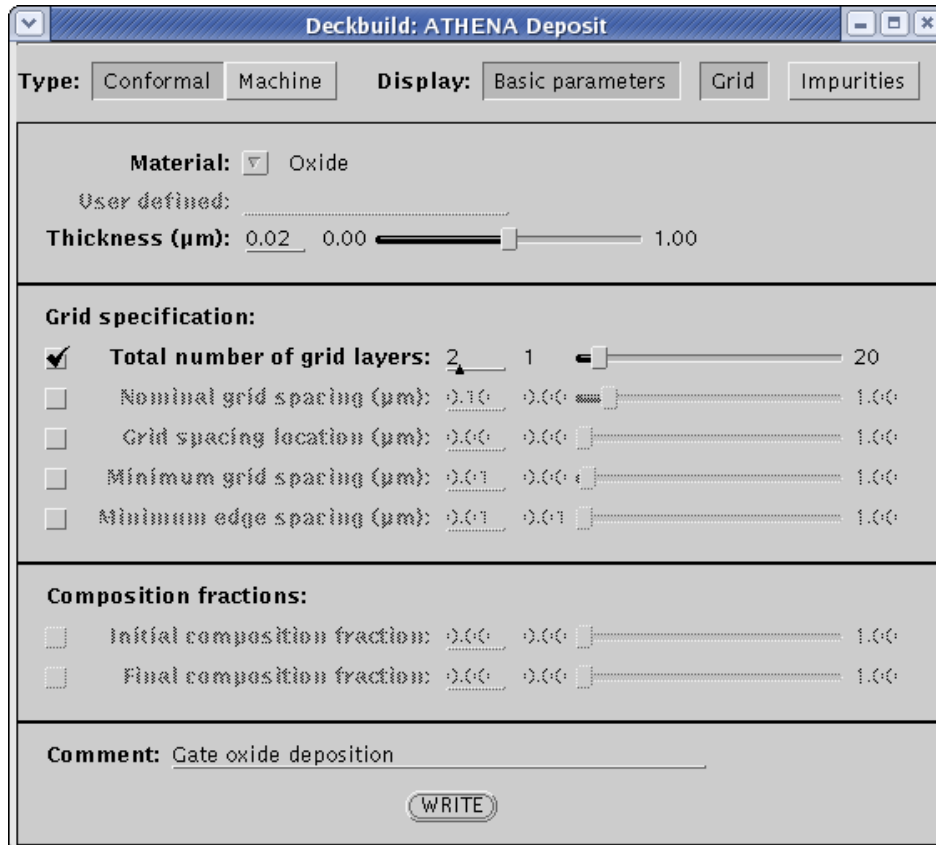 Deckbuild: ATHENA Deposit
Type: Conformal Machine Display: Basic parameters Grid Impurities
Material: Oxide
User defined:
Thickness (µm): 0.02 0.00 1.00
Grid specification:
Total number of grid layers: 2 1 20
Nominal grid spacing (µm): 0.10 0.00 1.00
Grid spacing location (µm): 0.00 0.00 1.00
Minimum grid spacing (µm): 0.01 0.00 1.00
Minimum edge spacing (µm): 0.01 0.01 1.00
Composition fractions:
Initial composition fraction: 0.00 0.00 1.00
Final composition fraction: 0.00 0.00 1.00
Comment: Gate oxide deposition
WRITE